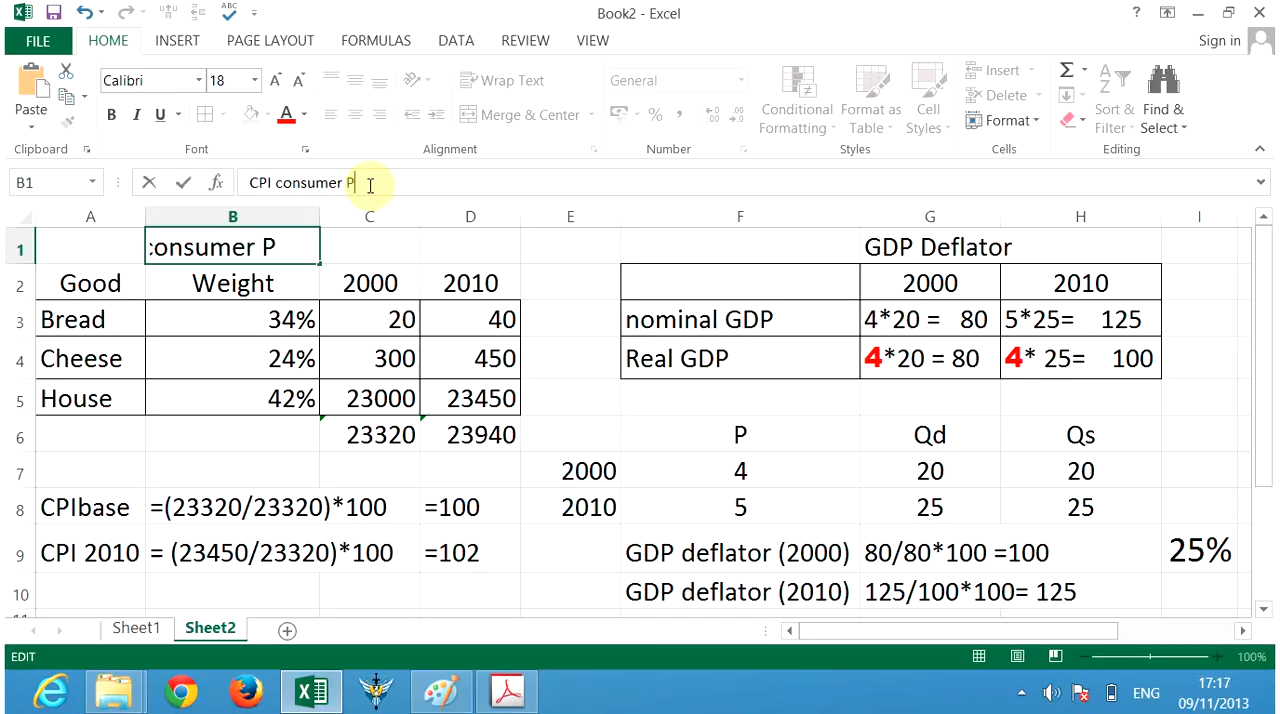 Book2 - Excel
?
ABC
FILE HOME INSERT PAGE LAYOUT FORMULAS DATA REVIEW VIEW Sign in
Paste
Calibri 18 A A
B I U A
Wrap Text
Merge & Center
General
% ,
Conditional Formatting
Format as Table
Cell Styles
Insert
Delete
Format
Sort & Filter
Find & Select
Clipboard Font Alignment Number Styles Cells Editing
B1 fx CPI consumer P
A B C D E F G H I
1 consumer P GDP Deflator
2 Good Weight 2000 2010 2000 2010
3 Bread 34% 20 40 nominal GDP 4*20 = 80 5*25= 125
4 Cheese 24% 300 450 Real GDP 4*20 = 80 4* 25= 100
5 House 42% 23000 23450
6 23320 23940 P Qd Qs
7 2000 4 20 20
8 CPIbase =(23320/23320)*100 =100 2010 5 25 25
9 CPI 2010 = (23450/23320)*100 =102 GDP deflator (2000) 80/80*100 =100 25%
10 GDP deflator (2010) 125/100*100= 125
Sheet1 Sheet2
EDIT 100%
ENG 17:17
09/11/2013